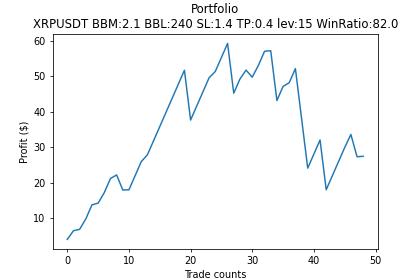 Portfolio
XRPUSDT BBM:2.1 BBL:240 SL:1.4 TP:0.4 lev:15 WinRatio:82.0
60
50
40
30
20
10
Profit ($)
0 10 20 30 40 50
Trade counts